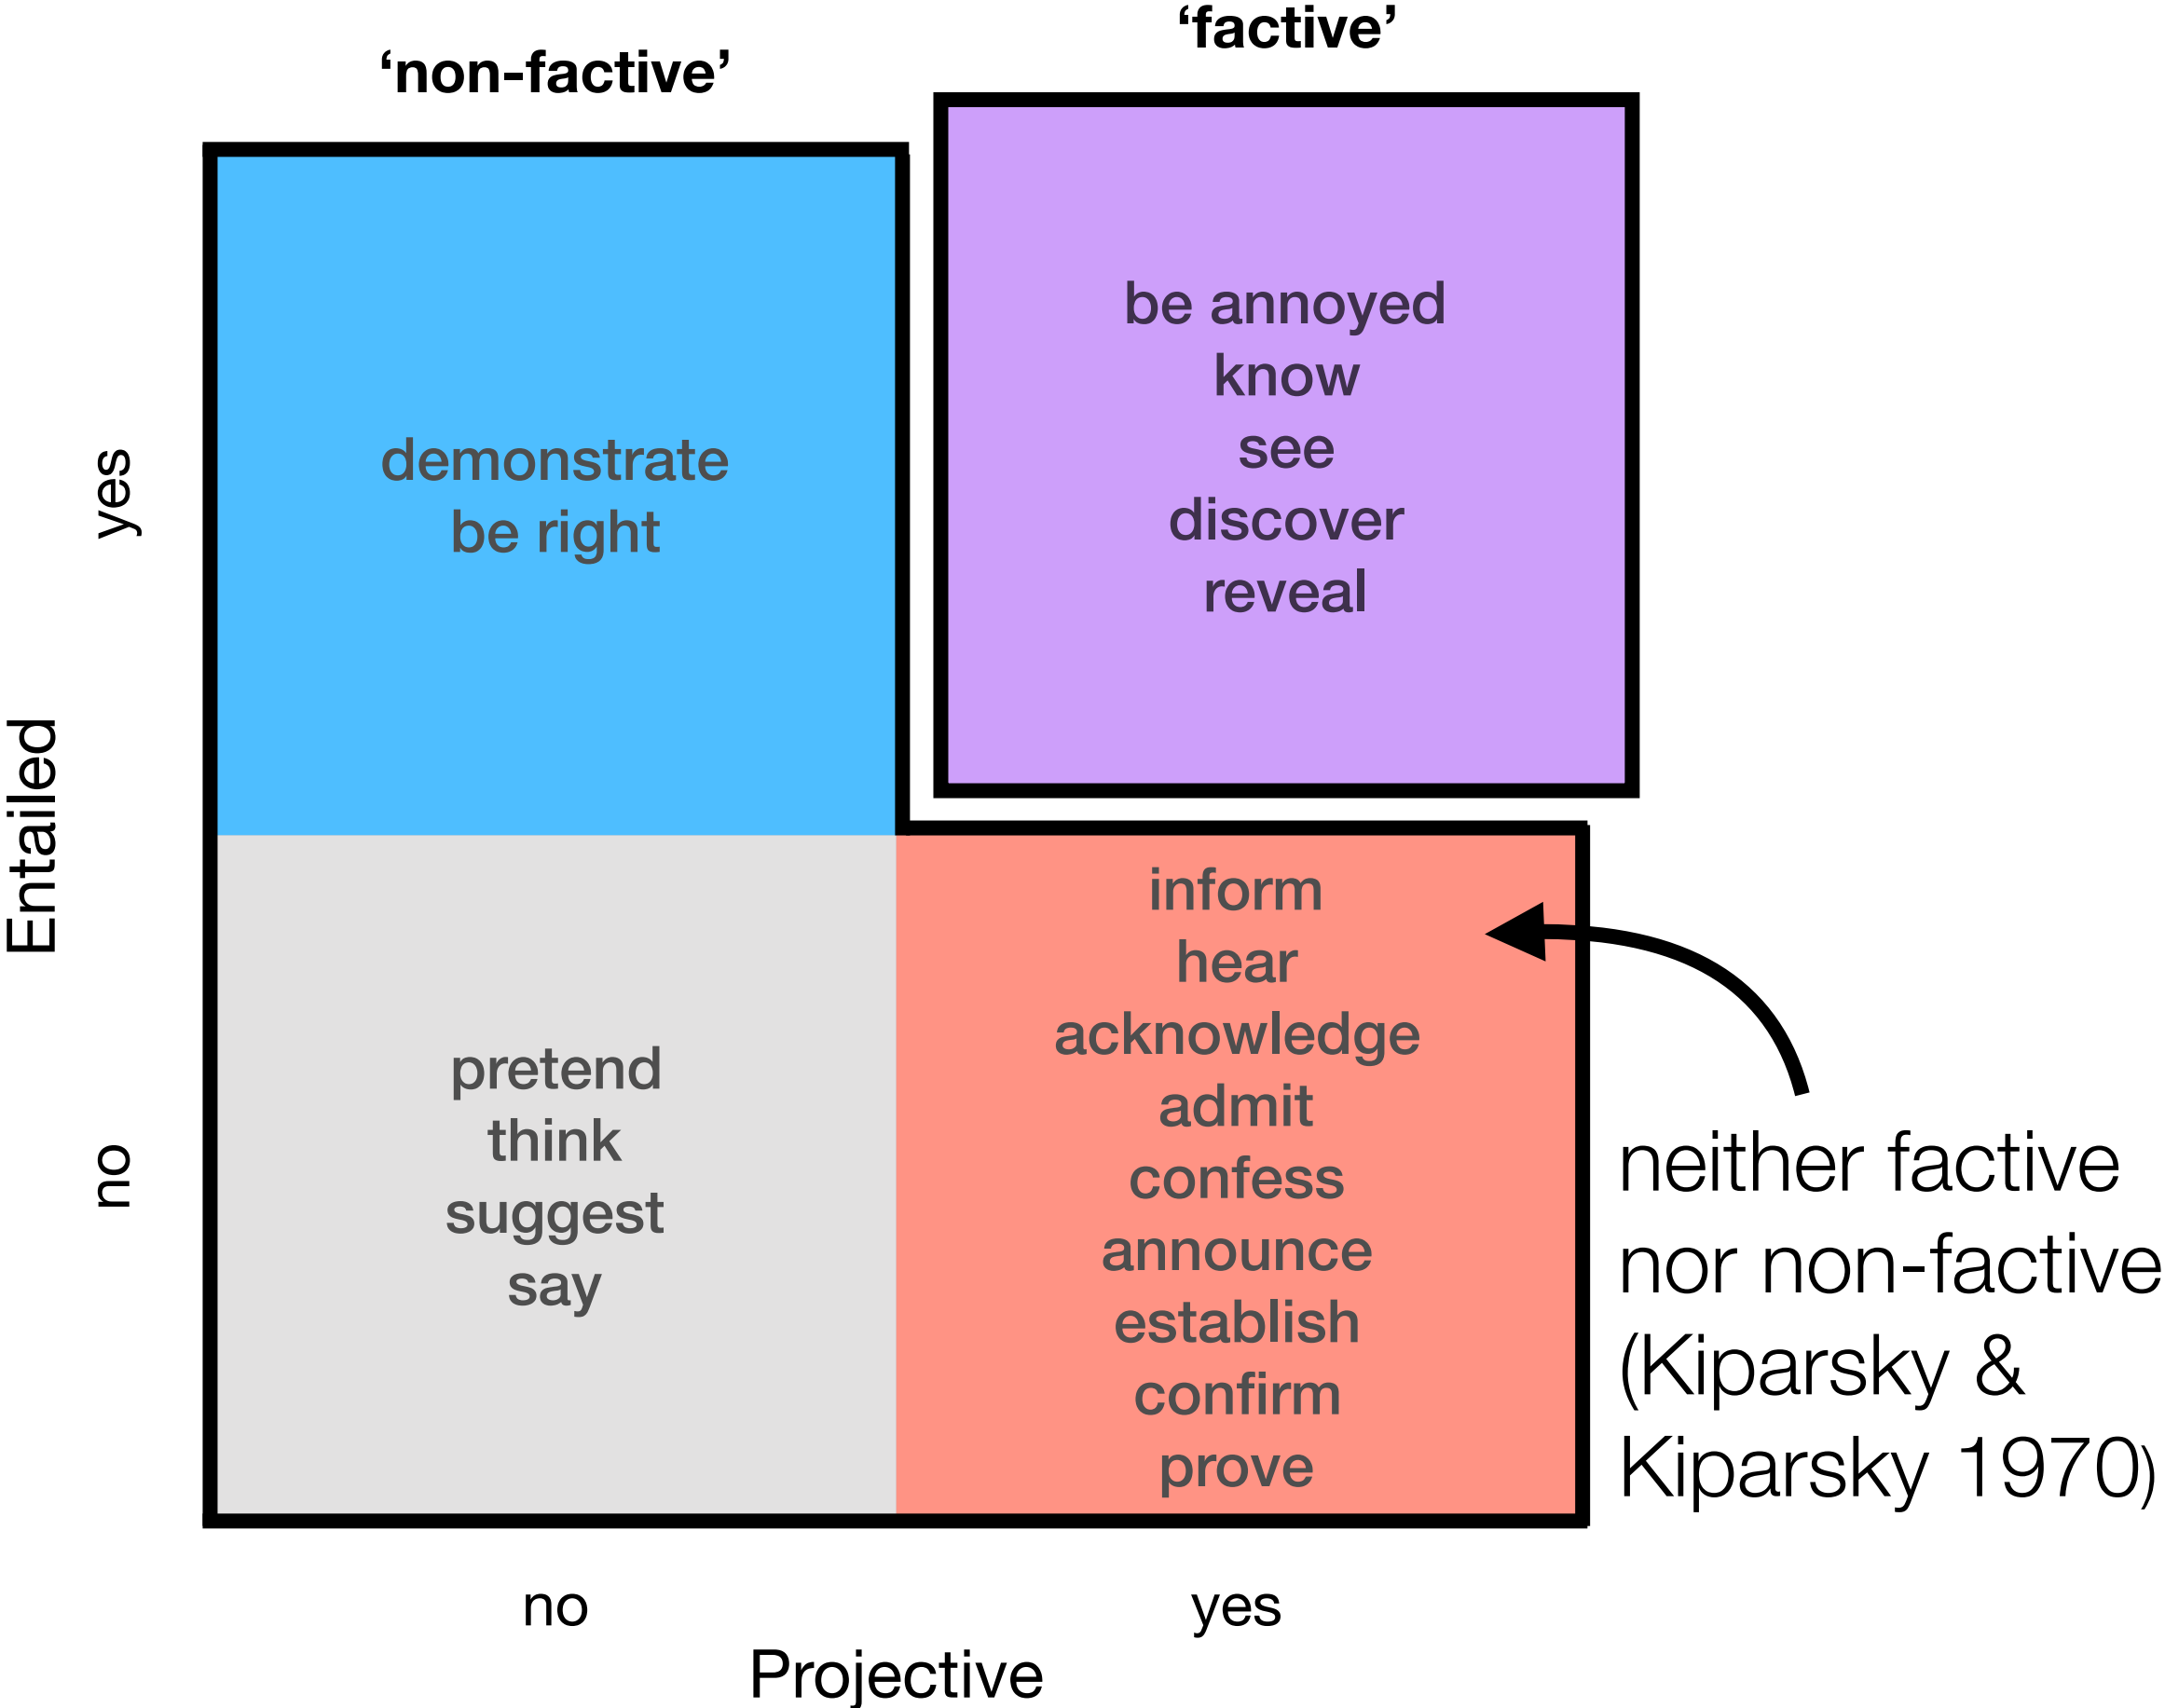 ‘non-factive’
‘factive’
Entailed
yes
no
demonstrate
be right
be annoyed
know
see
discover
reveal
pretend
think
suggest
say
inform
hear
acknowledge
admit
confess
announce
establish
confirm
prove
neither factive
nor non-factive
(Kiparsky &
Kiparsky 1970)
no
yes
Projective